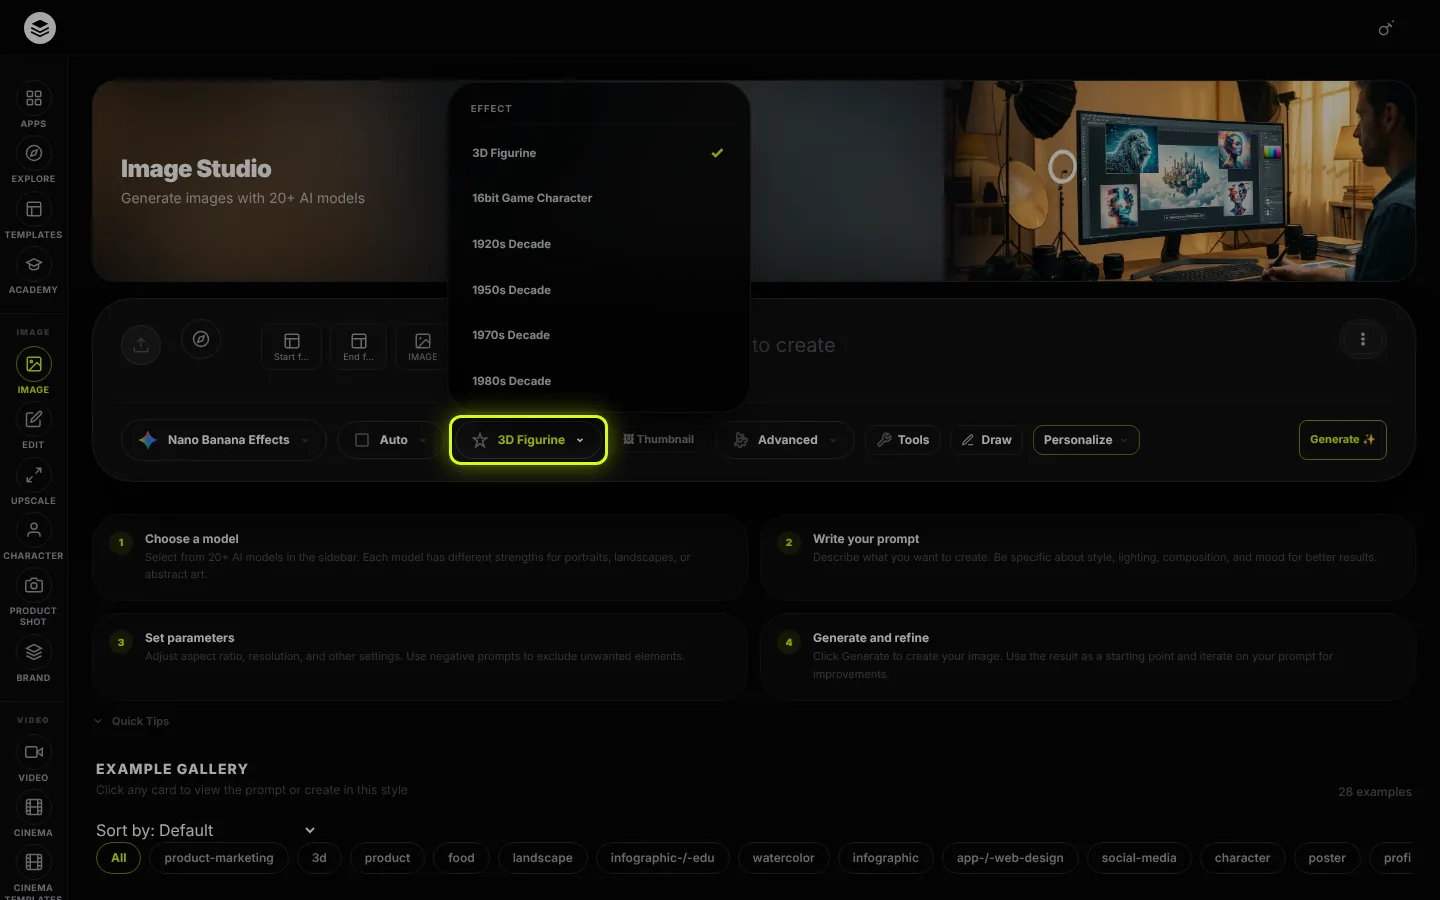 APPS
EXPLORE
TEMPLATES
ACADEMY
IMAGE
IMAGE
EDIT
UPSCALE
CHARACTER
PRODUCT
SHOT
BRAND
VIDEO
VIDEO
CINEMA
CINEMA
TEMPLATES
Image Studio
Generate images with 20+ AI models
EFFECT
3D Figurine
16bit Game Character
1920s Decade
1950s Decade
1970s Decade
1980s Decade
Start f...
End f...
IMAGE
to create
Nano Banana Effects
Auto
3D Figurine
Thumbnail
Advanced
Tools
Draw
Personalize
Generate ✨
1
Choose a model
Select from 20+ AI models in the sidebar. Each model has different strengths for portraits, landscapes, or
abstract art.
2
Write your prompt
Describe what you want to create. Be specific about style, lighting, composition, and mood for better results.
3
Set parameters
Adjust aspect ratio, resolution, and other settings. Use negative prompts to exclude unwanted elements.
4
Generate and refine
Click Generate to create your image. Use the result as a starting point and iterate on your prompt for
improvements.
Quick Tips
EXAMPLE GALLERY
Click any card to view the prompt or create in this style
28 examples
Sort by: Default
All
product-marketing
3d
product
food
landscape
infographic-/-edu
watercolor
infographic
app-/-web-design
social-media
character
poster
profi